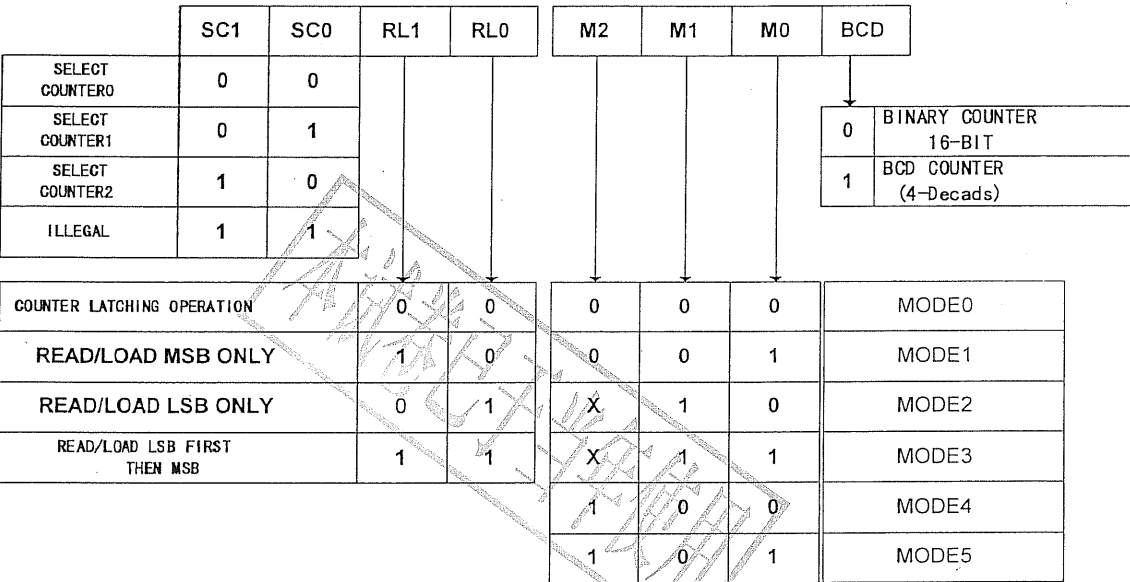 SC1 SC0 RL1 RL0 M2 M1 M0 BCD
SELECT
COUNTER0 0 0
SELECT
COUNTER1 0 1
SELECT
COUNTER2 1 0
ILLEGAL 1 1
0 BINARY COUNTER
16-BIT
1 BCD COUNTER
(4-Decads)
COUNTER LATCHING OPERATION 0 0 0 0 0 MODE0
READ/LOAD MSB ONLY 1 0 0 0 1 MODE1
READ/LOAD LSB ONLY 0 1 X 1 0 MODE2
READ/LOAD LSB FIRST
THEN MSB 1 1 X 1 1 MODE3
1 0 0 MODE4
1 0 1 MODE5